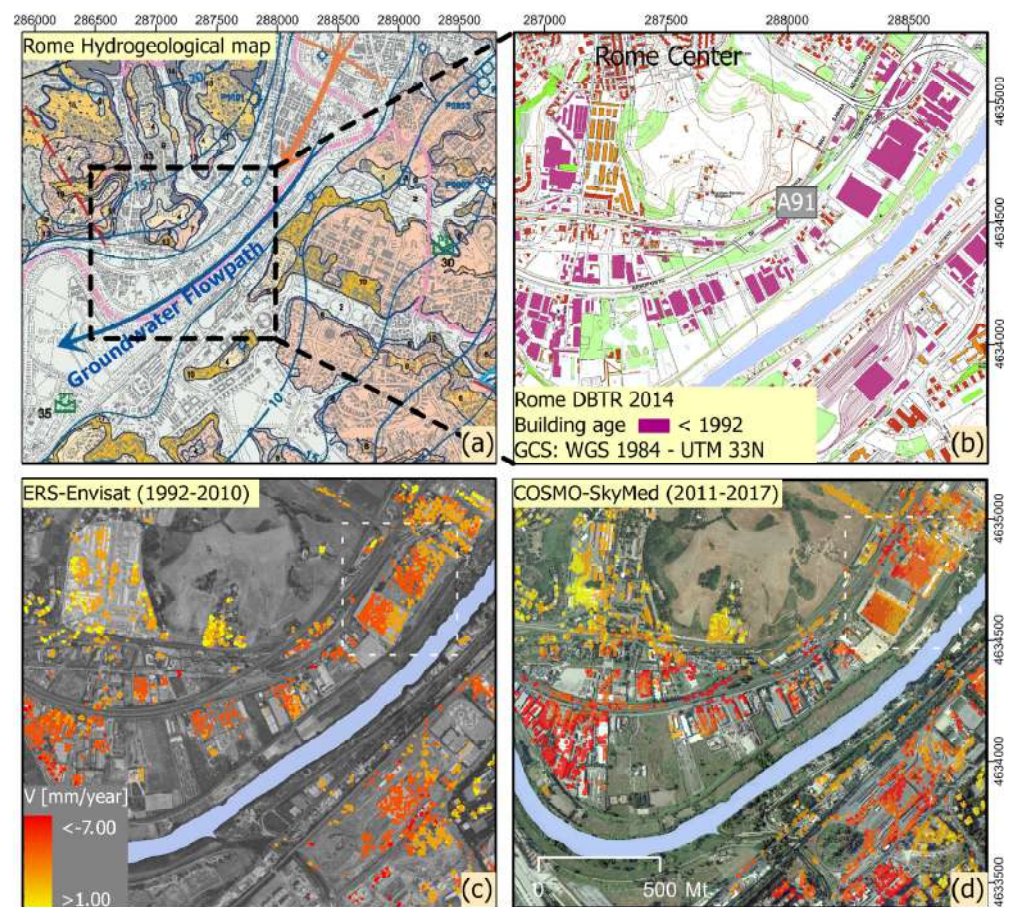 286000 286500 287000 287500 288000 288500 289000 289500
287000 287500 288000 288500
Rome Hydrogeological map
20
15
Groundwater Flowpath
30
35
10
(a)
Rome Center
A91
Rome DBTR 2014
Building age < 1992
GCS: WGS 1984 - UTM 33N
(b)
4635000
4634500
4634000
ERS-Envisat (1992-2010)
V [mm/year]
<-7.00
>1.00
(c)
COSMO-SkyMed (2011-2017)
0 500 Mt.
(d)
4635000
4634500
4634000
4633500